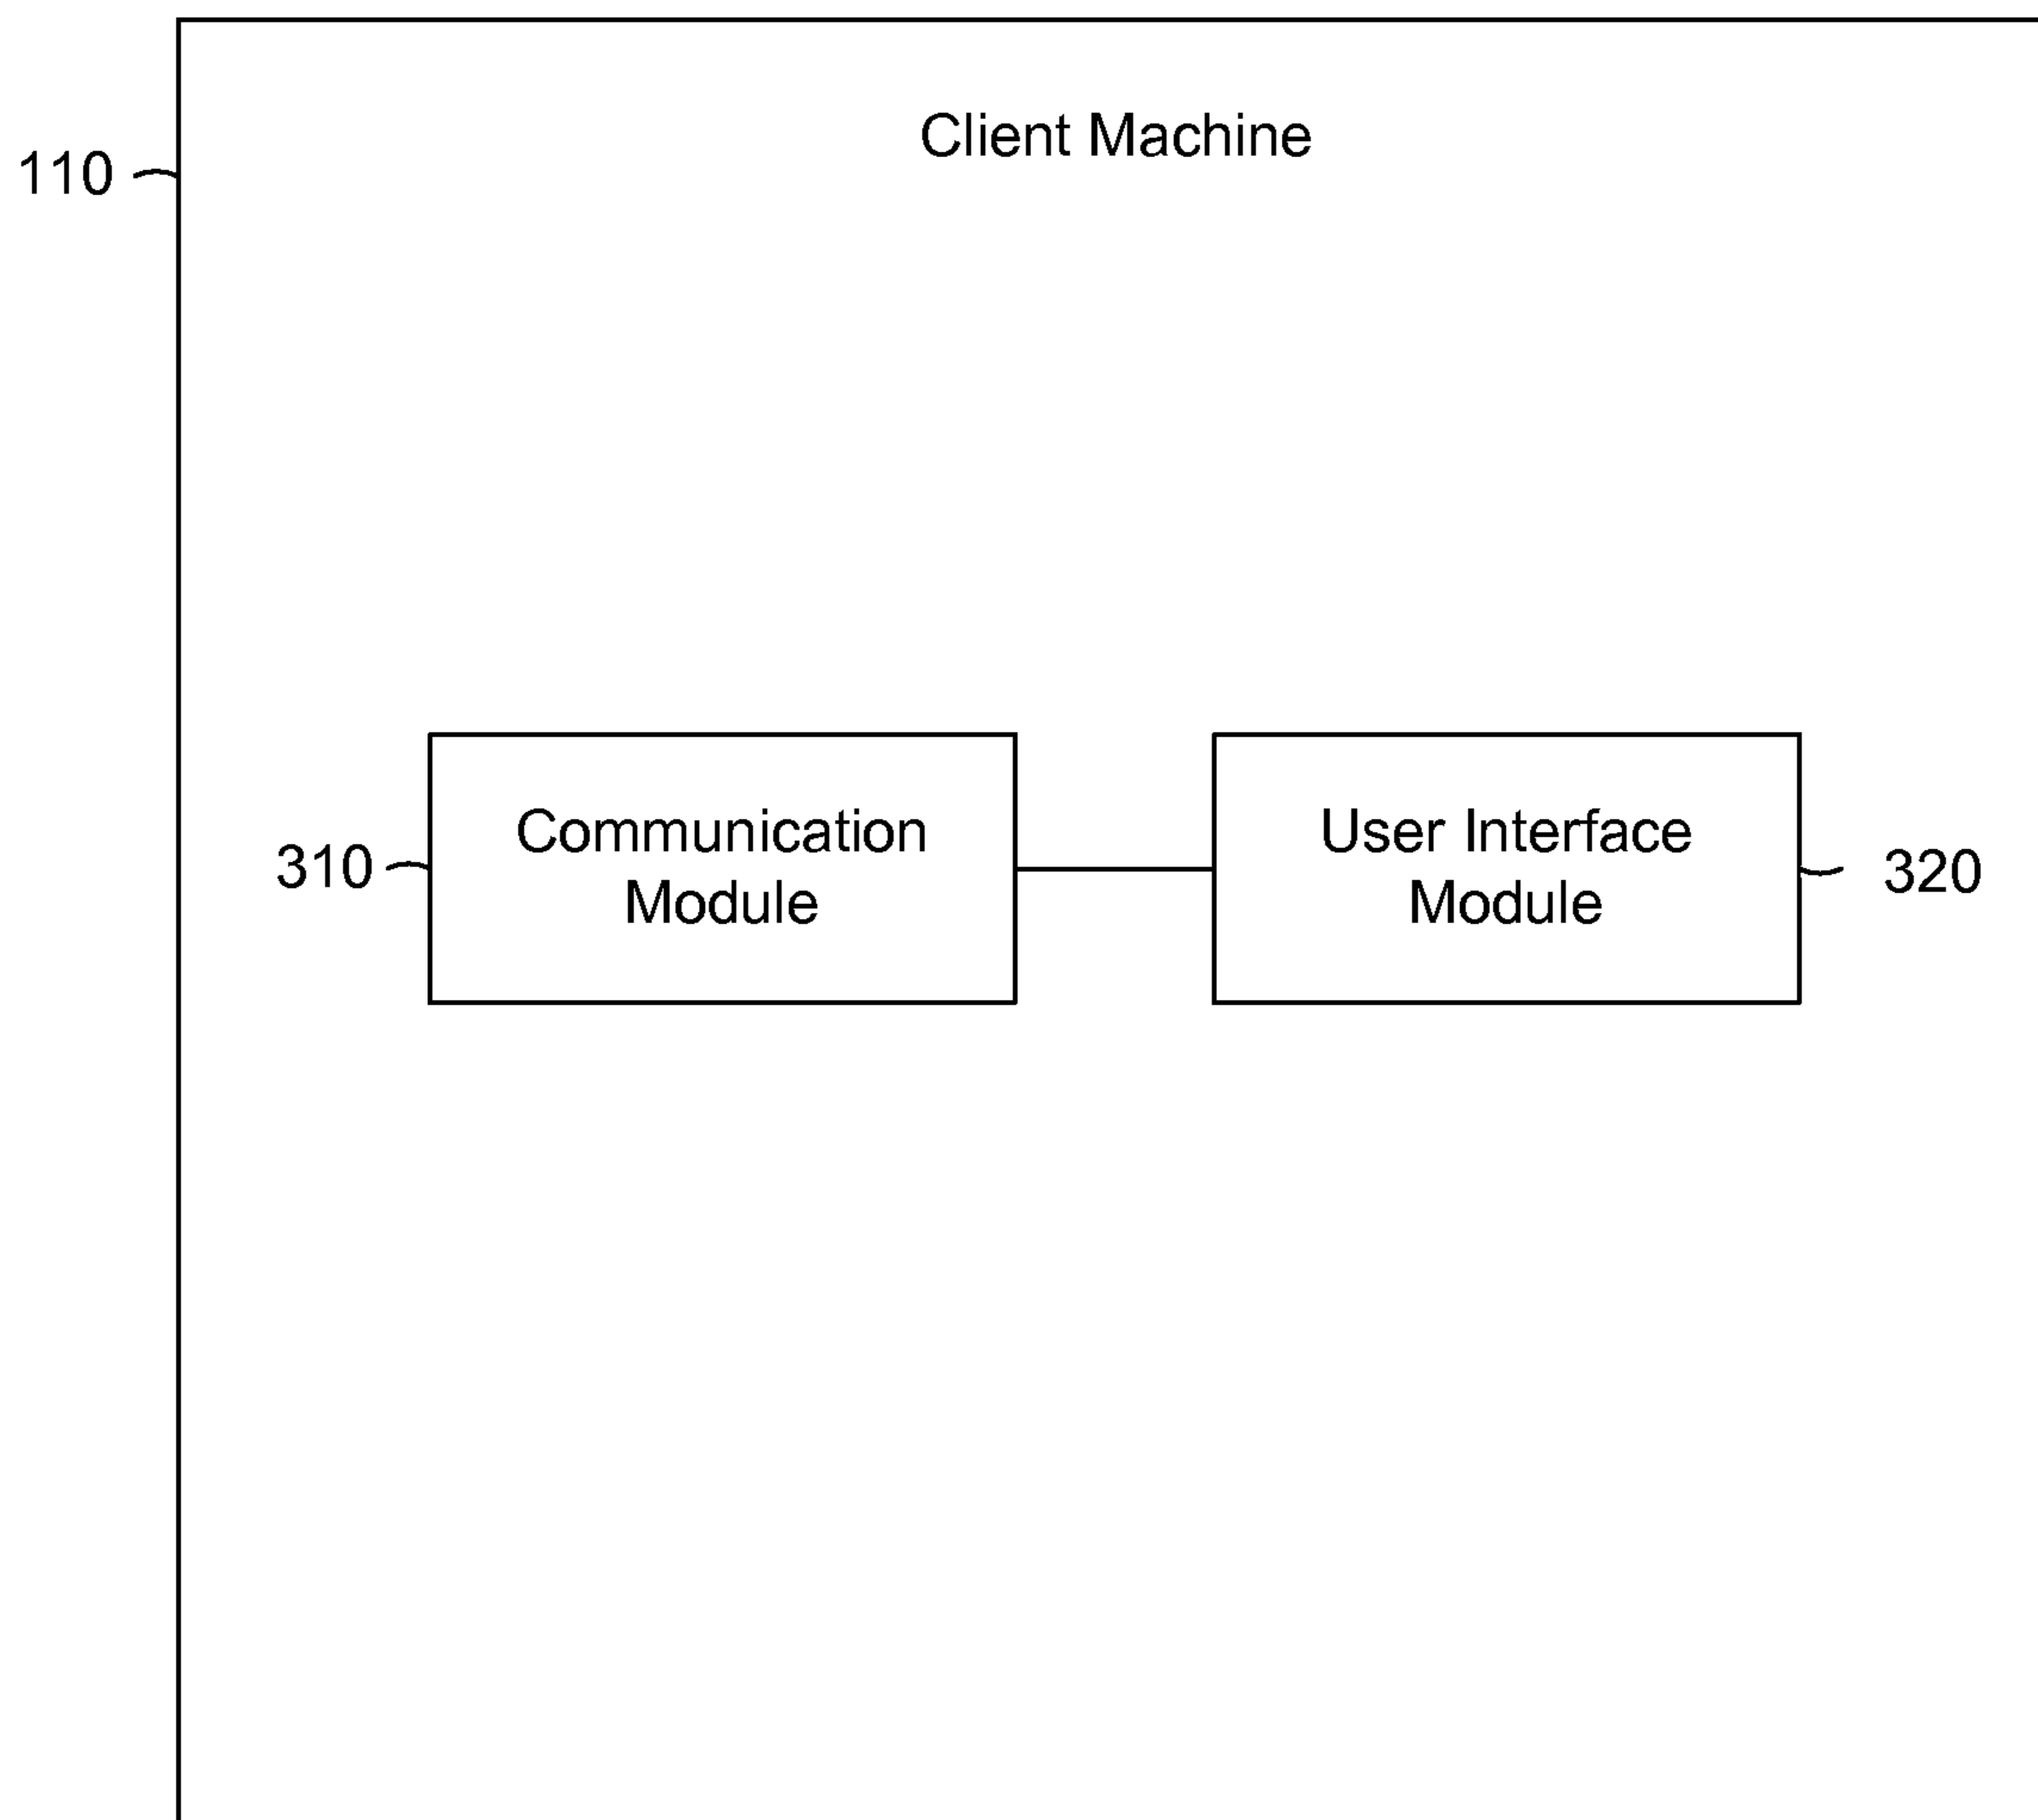 Client Machine
110
Communication
Module
User Interface
Module
310
320